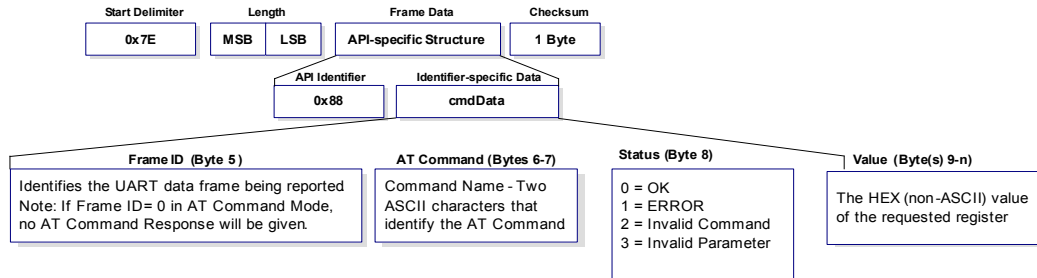 Start Delimiter Length Frame Data Checksum
0x7E MSB LSB API-specific Structure 1 Byte
API Identifier Identifier-specific Data
0x88 cmdData
Frame ID (Byte 5 )
Identifies the UART data frame being reported.
Note: If Frame ID= 0 in AT Command Mode,
no AT Command Response will be given.
AT Command (Bytes 6-7)
Command Name - Two
ASCII characters that
identify the AT Command
Status (Byte 8)
0 = OK
1 = ERROR
2 = Invalid Command
3 = Invalid Parameter
Value (Byte(s) 9-n)
The HEX (non-ASCII) value
of the requested register